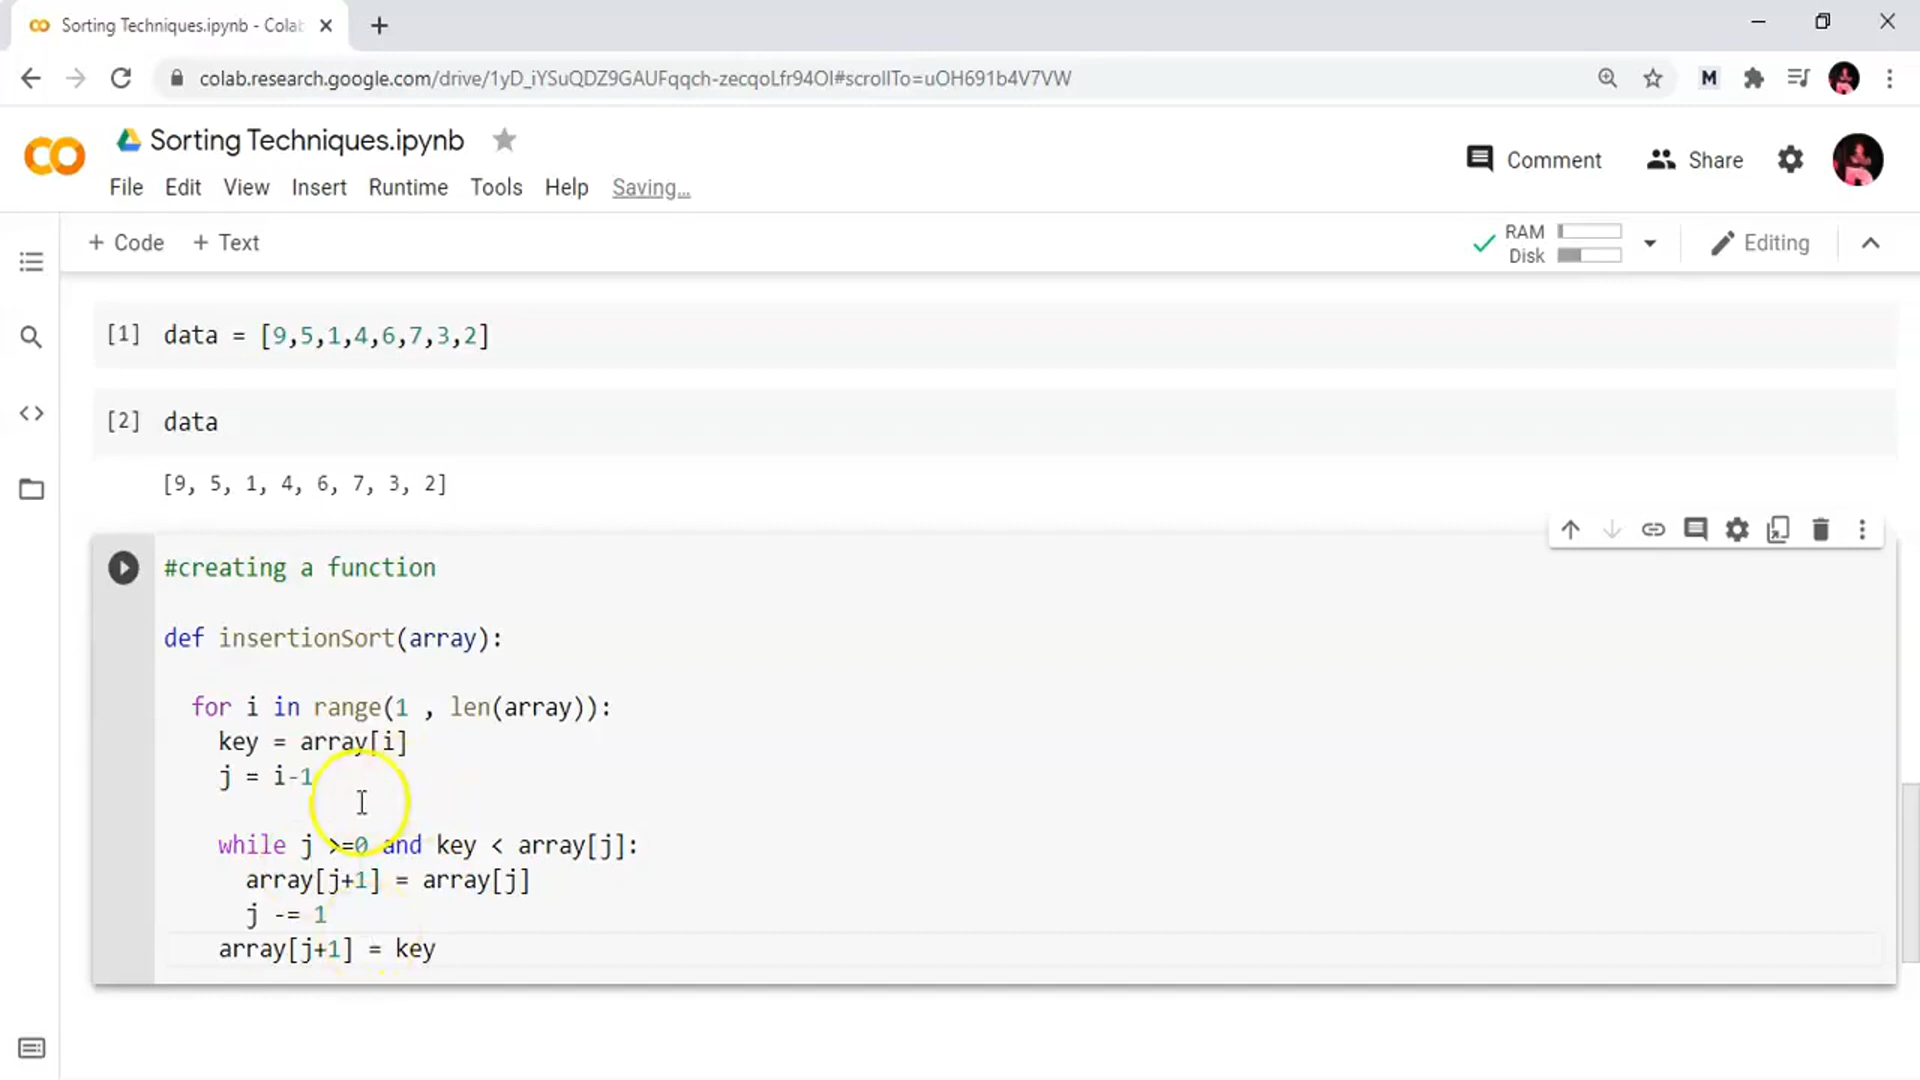 Sorting Techniques.ipynb - Colab
colab.research.google.com/drive/1yD_iYSuQDZ9GAUFqqch-zecqoLfr94Ol#scrollTo=uOH691b4V7VW
M
Sorting Techniques.ipynb
Comment
Share
File Edit View Insert Runtime Tools Help Saving...
+ Code + Text
RAM
Disk
Editing
[1] data = [9,5,1,4,6,7,3,2]
[2] data
[9, 5, 1, 4, 6, 7, 3, 2]
#creating a function
def insertionSort(array):
for i in range(1 , len(array)):
key = array[i]
j = i-1
while j >=0 and key < array[j]:
array[j+1] = array[j]
j -= 1
array[j+1] = key